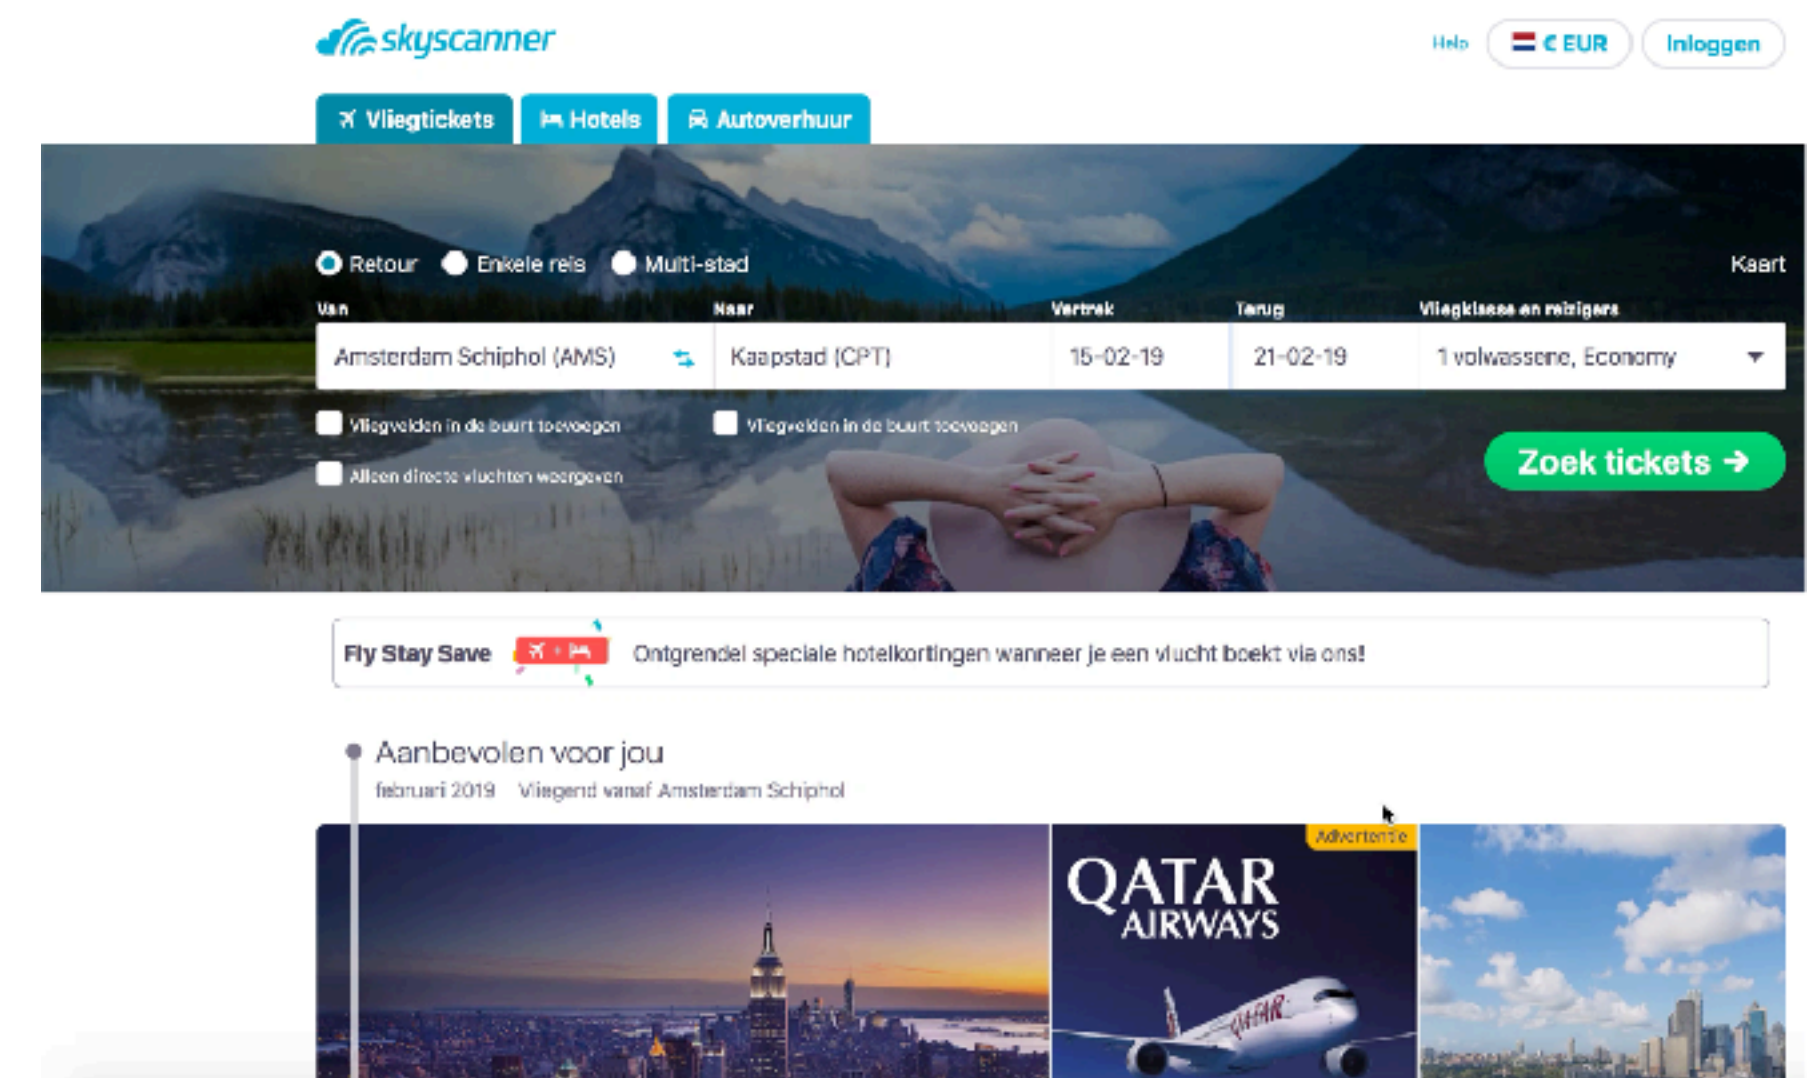 skyscanner
Help € EUR Inloggen
Vliegtickets Hotels Autoverhuur
Retour Enkele reis Multi-stad Kaart
Van Naar Vertrek Terug Vliegklasse en reizigers
Amsterdam Schiphol (AMS) Kaapstad (CPT) 15-02-19 21-02-19 1 volwassene, Economy
Vliegvelden in de buurt toevoegen Vliegvelden in de buurt toevoegen
Alleen directe vluchten weergeven
Zoek tickets →
Fly Stay Save Ontgrendel speciale hotelkortingen wanneer je een vlucht boekt via ons!
Aanbevolen voor jou
februari 2019 Vliegend vanaf Amsterdam Schiphol
Advertentie
QATAR
AIRWAYS
QATAR